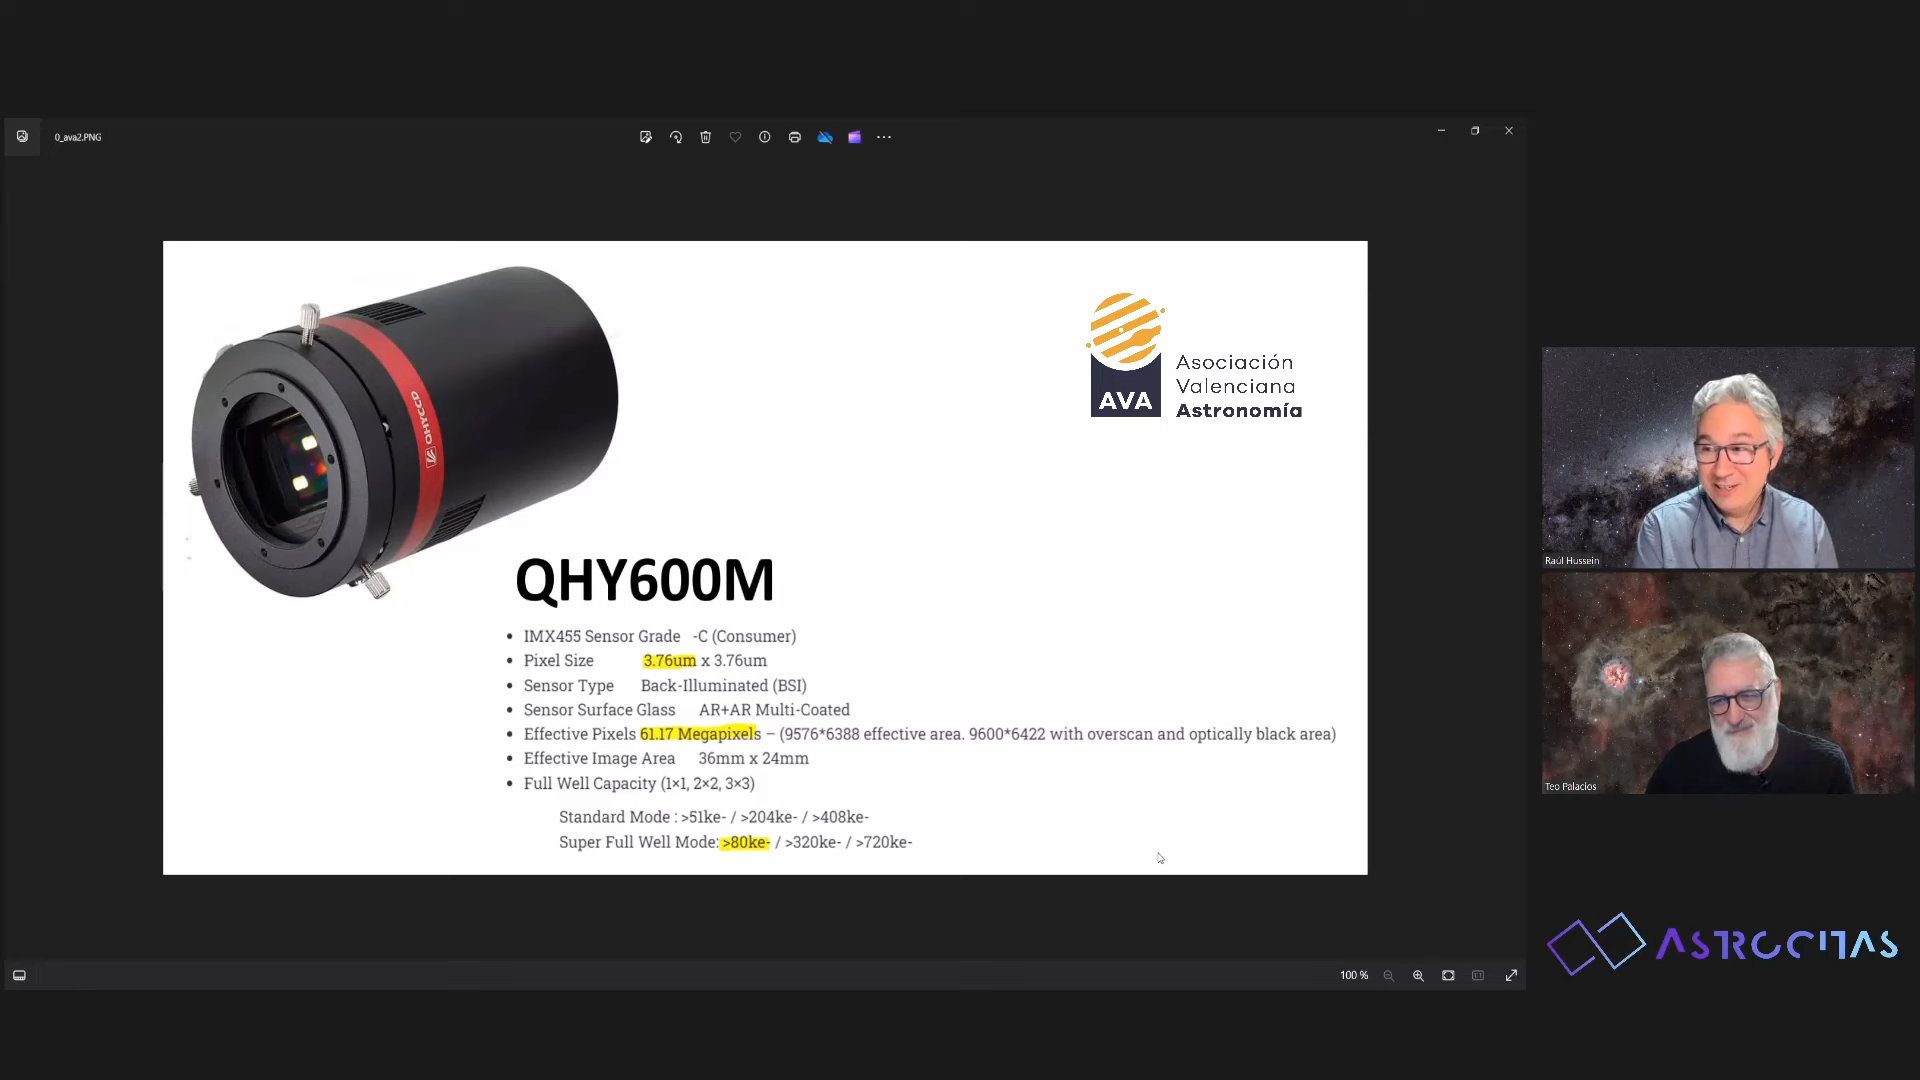 0_ava2.PNG
QHYCCD
Asociación
Valenciana
Astronomía
AVA
QHY600M
• IMX455 Sensor Grade -C (Consumer)
• Pixel Size 3.76um x 3.76um
• Sensor Type Back-Illuminated (BSI)
• Sensor Surface Glass AR+AR Multi-Coated
• Effective Pixels 61.17 Megapixels – (9576*6388 effective area. 9600*6422 with overscan and optically black area)
• Effective Image Area 36mm x 24mm
• Full Well Capacity (1×1, 2×2, 3×3)
Standard Mode : >51ke- / >204ke- / >408ke-
Super Full Well Mode: >80ke- / >320ke- / >720ke-
Raúl Hussein
Teo Palacios
ASTROCITAS
100 %